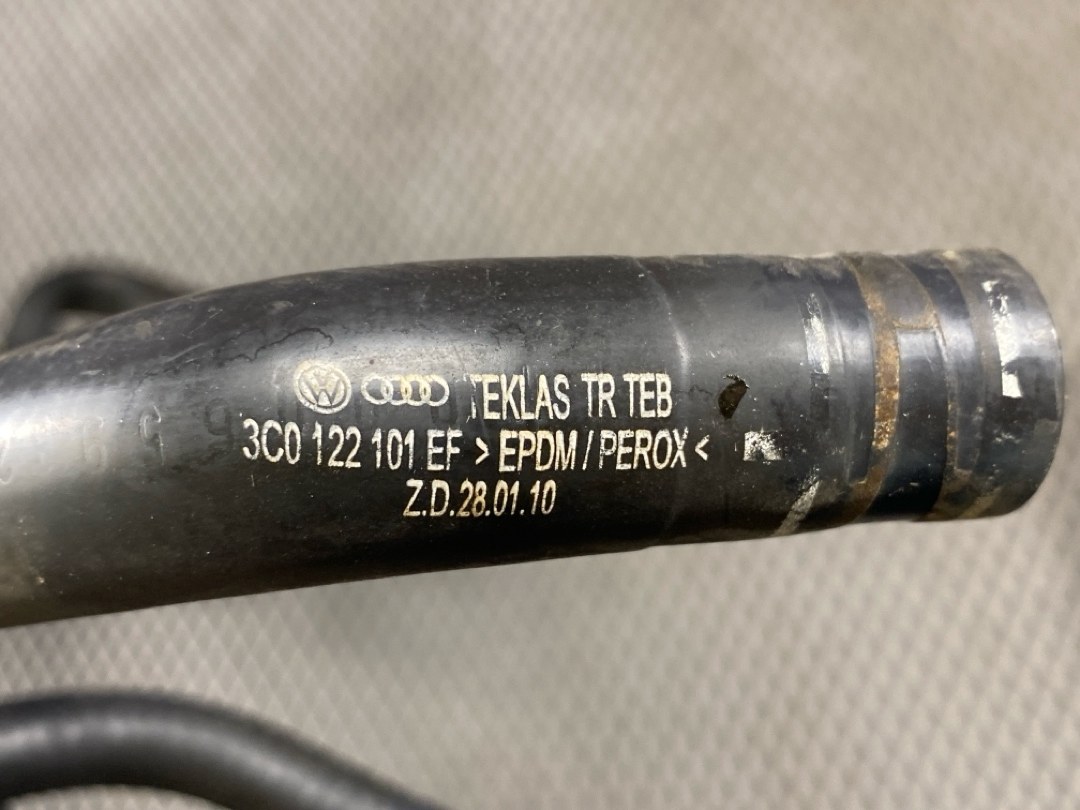 TEKLAS TR TEB
3C0 122 101 EF > EPDM / PEROX <
Z.D.28.01.10